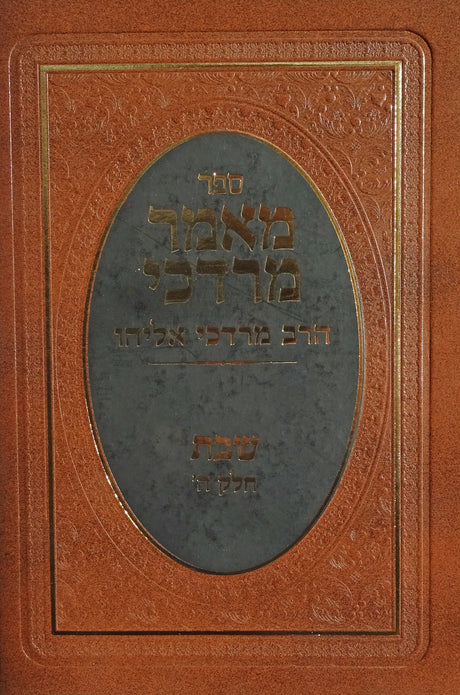 ספר
מאמר
מרדכי
הרב מרדכי אליהו
שבת
חלק ה'